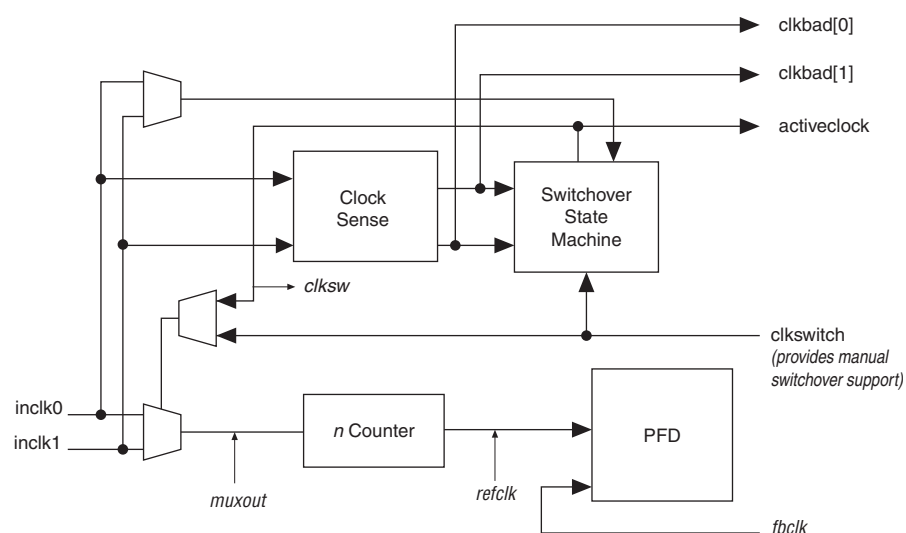 clkbad[0]
clkbad[1]
activeclock
Clock
Sense
Switchover
State
Machine
clksw
clkswitch
(provides manual
switchover support)
inclk0
inclk1
n Counter
PFD
muxout
refclk
fbclk